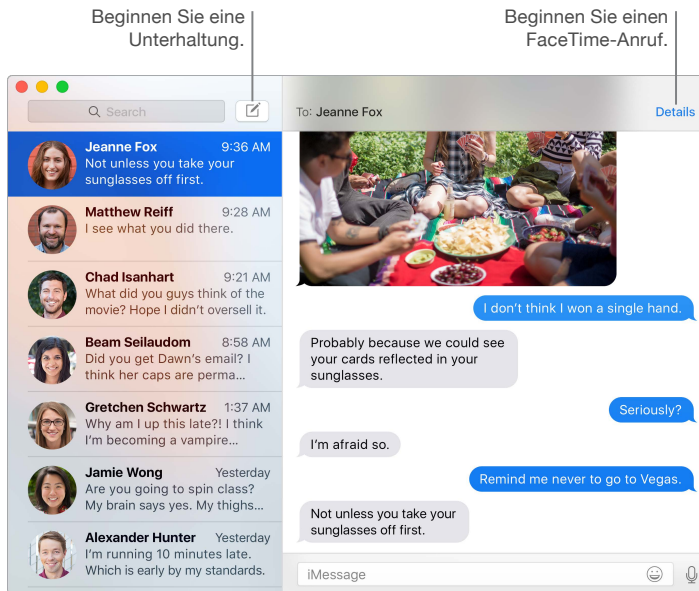 Beginnen Sie eine
Unterhaltung.
Beginnen Sie einen
FaceTime-Anruf.
Search
To: Jeanne Fox
Details
Jeanne Fox 9:36 AM
Not unless you take your
sunglasses off first.
Matthew Reiff 9:28 AM
I see what you did there.
Chad Isanhart 9:21 AM
What did you guys think of the
movie? Hope I didn't oversell it.
Beam Seilaudom 8:58 AM
Did you get Dawn's email? I
think her caps are perma...
Gretchen Schwartz 1:37 AM
Why am I up this late?! I think
I'm becoming a vampire...
Jamie Wong Yesterday
Are you going to spin class?
My brain says yes. My thighs...
Alexander Hunter Yesterday
I'm running 10 minutes late.
Which is early by my standards.
I don't think I won a single hand.
Probably because we could see
your cards reflected in your
sunglasses.
Seriously?
I'm afraid so.
Remind me never to go to Vegas.
Not unless you take your
sunglasses off first.
iMessage